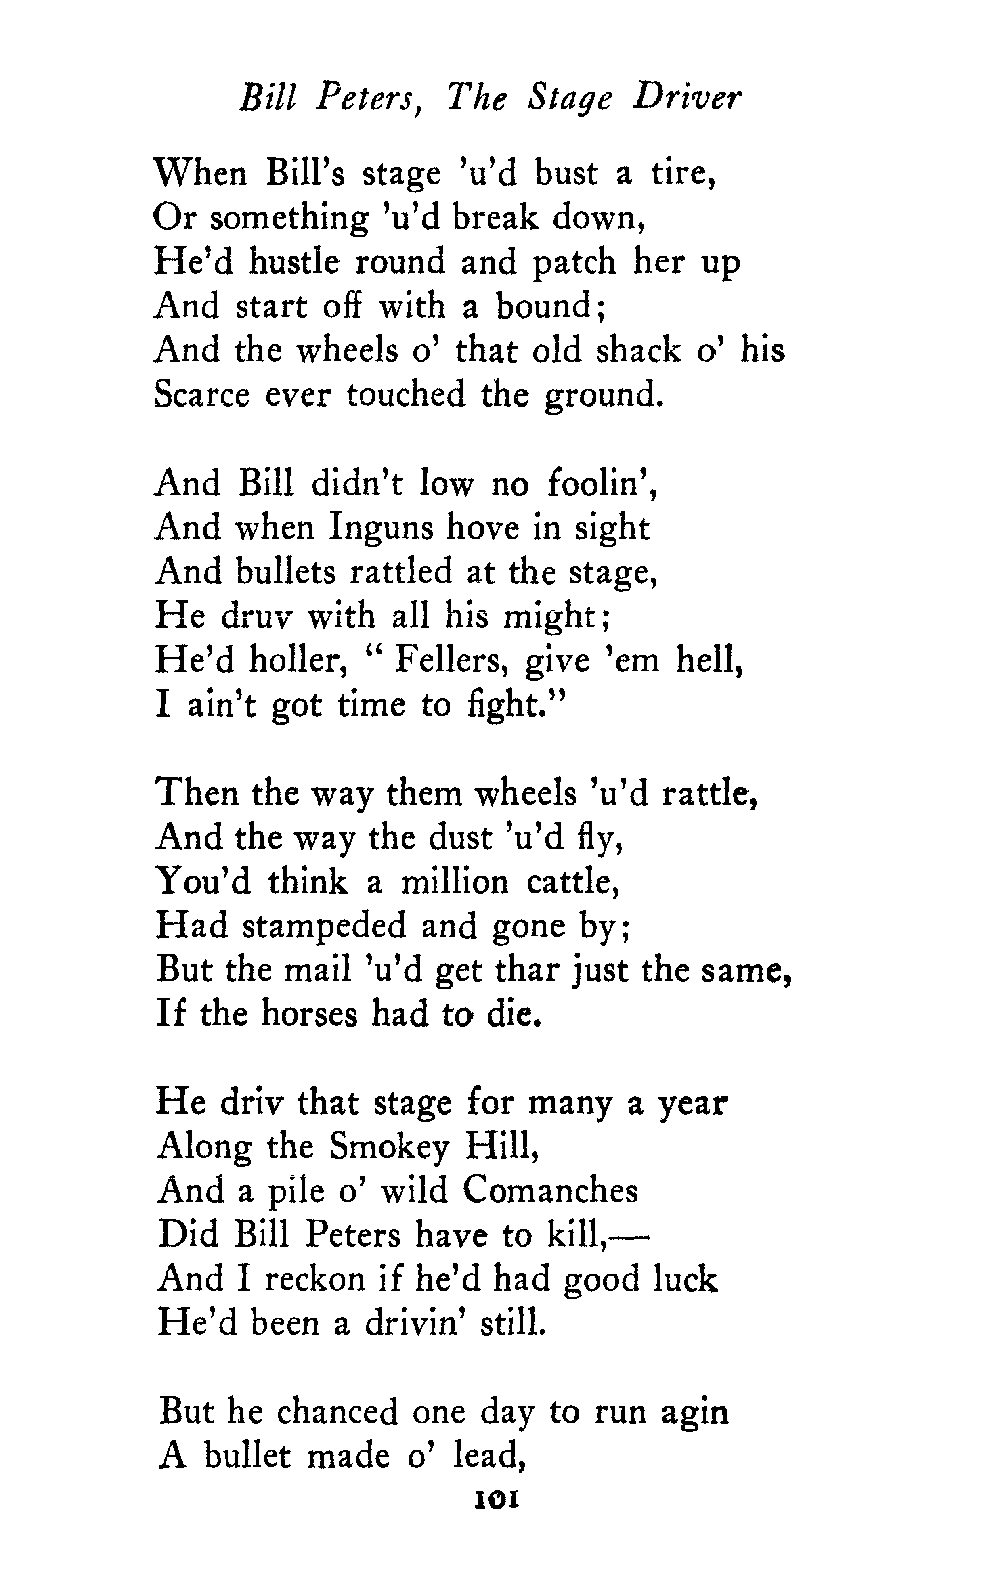 Bill Peters, The Stage Driver
When Bill's stage 'u'd bust a tire,
Or something 'u'd break down,
He'd hustle round and patch her up
And start off with a bound;
And the wheels o' that old shack o' his
Scarce ever touched the ground.
And Bill didn't low no foolin',
And when Inguns hove in sight
And bullets rattled at the stage,
He druv with all his might;
He'd holler, “ Fellers, give 'em hell,
I ain't got time to fight.”
Then the way them wheels 'u'd rattle,
And the way the dust 'u'd fly,
You'd think a million cattle,
Had stampeded and gone by;
But the mail 'u'd get thar just the same,
If the horses had to die.
He driv that stage for many a year
Along the Smokey Hill,
And a pile o' wild Comanches
Did Bill Peters have to kill,—
And I reckon if he'd had good luck
He'd been a drivin' still.
But he chanced one day to run agin
A bullet made o' lead,
101